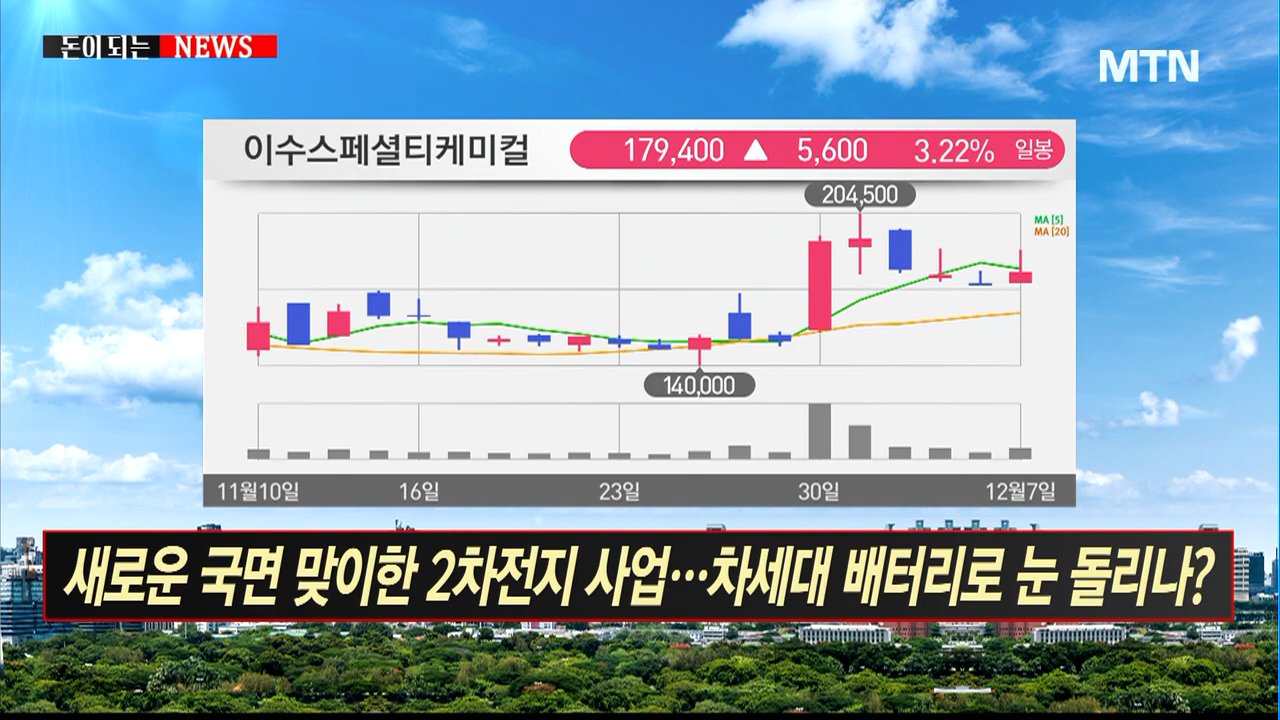 돈이 되는 NEWS
MTN
이수스페셜티케미컬
179,400 ▲ 5,600 3.22% 일봉
204,500
MA [5]
MA [20]
140,000
11월10일 16일 23일 30일 12월7일
새로운 국면 맞이한 2차전지 사업…차세대 배터리로 눈 돌리나?